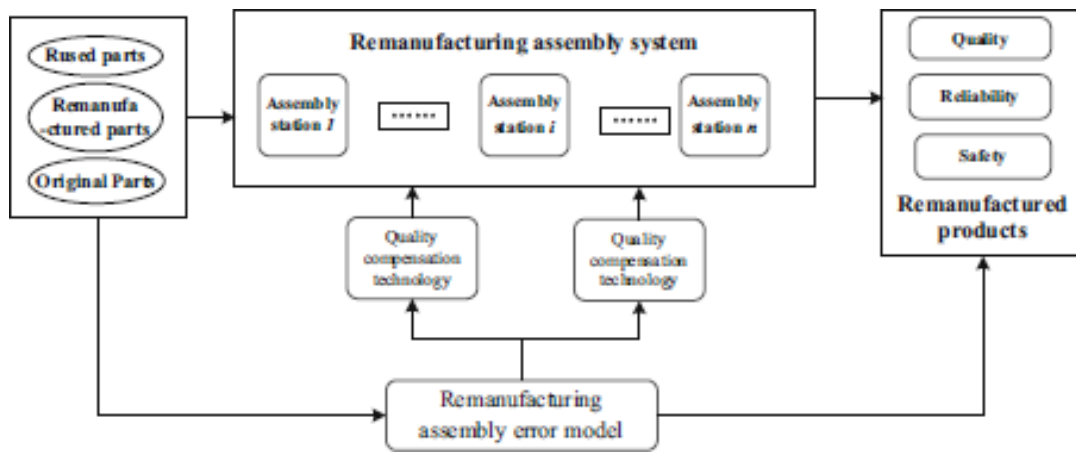 Rused parts
Remanufa
-ctured parts
Original Parts
Remanufacturing assembly system
Assembly
station 1
......
Assembly
station i
......
Assembly
station n
Quality
compensation
technology
Quality
compensation
technology
Remanufacturing
assembly error model
Quality
Reliability
Safety
Remanufactured
products